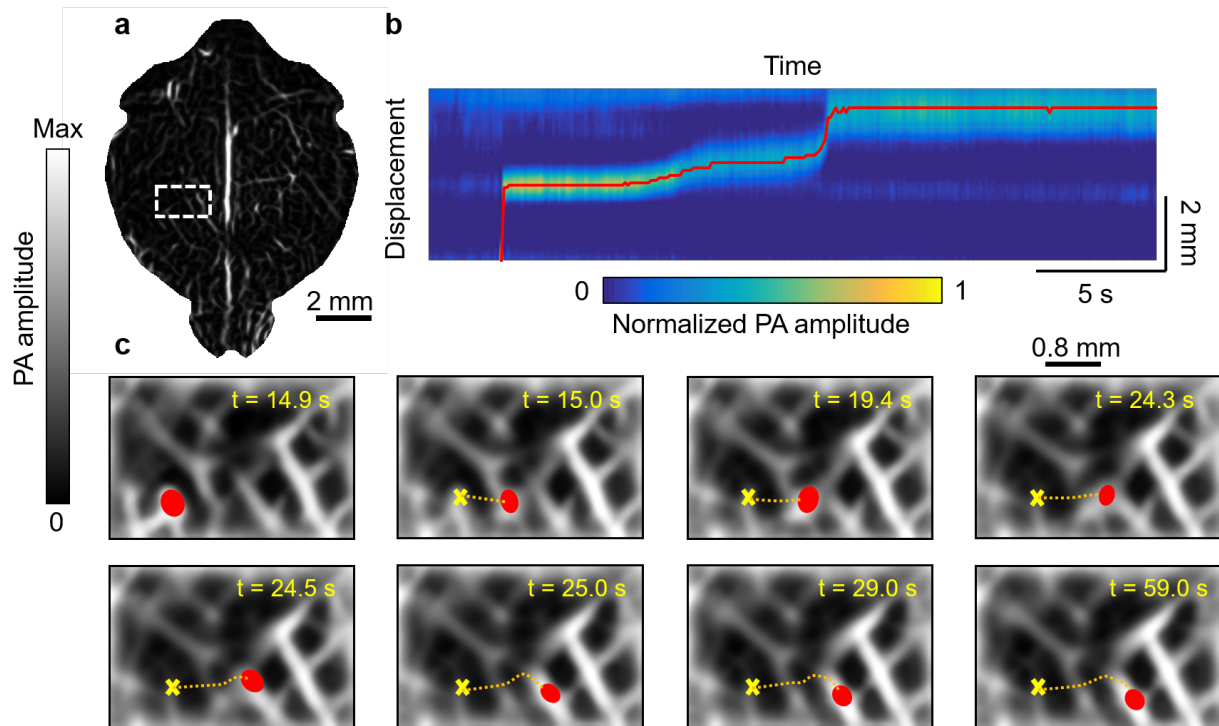 a
b
Time
Max
PA amplitude
0
2 mm
Displacement
2 mm
5 s
0
1
Normalized PA amplitude
c
0.8 mm
t = 14.9 s
t = 15.0 s
t = 19.4 s
t = 24.3 s
t = 24.5 s
t = 25.0 s
t = 29.0 s
t = 59.0 s